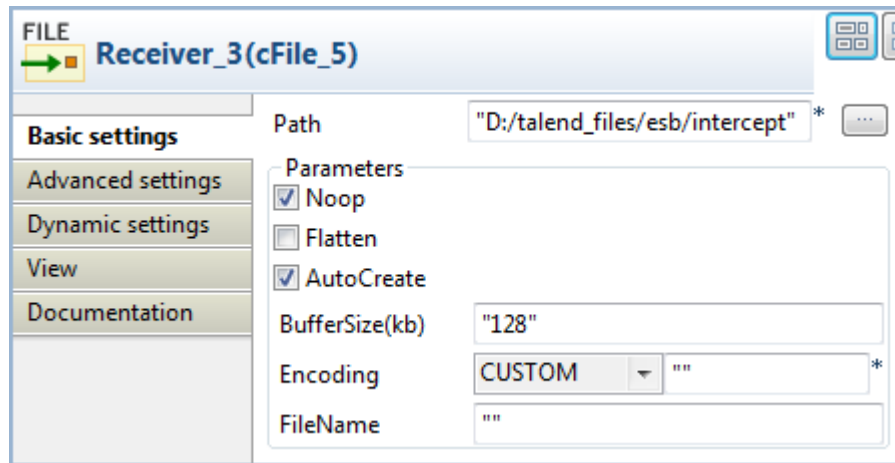 FILE
Receiver_3(cFile_5)
Basic settings
Advanced settings
Dynamic settings
View
Documentation
Path "D:/talend_files/esb/intercept" * ...
Parameters
Noop
Flatten
AutoCreate
BufferSize(kb) "128"
Encoding CUSTOM "" *
FileName ""